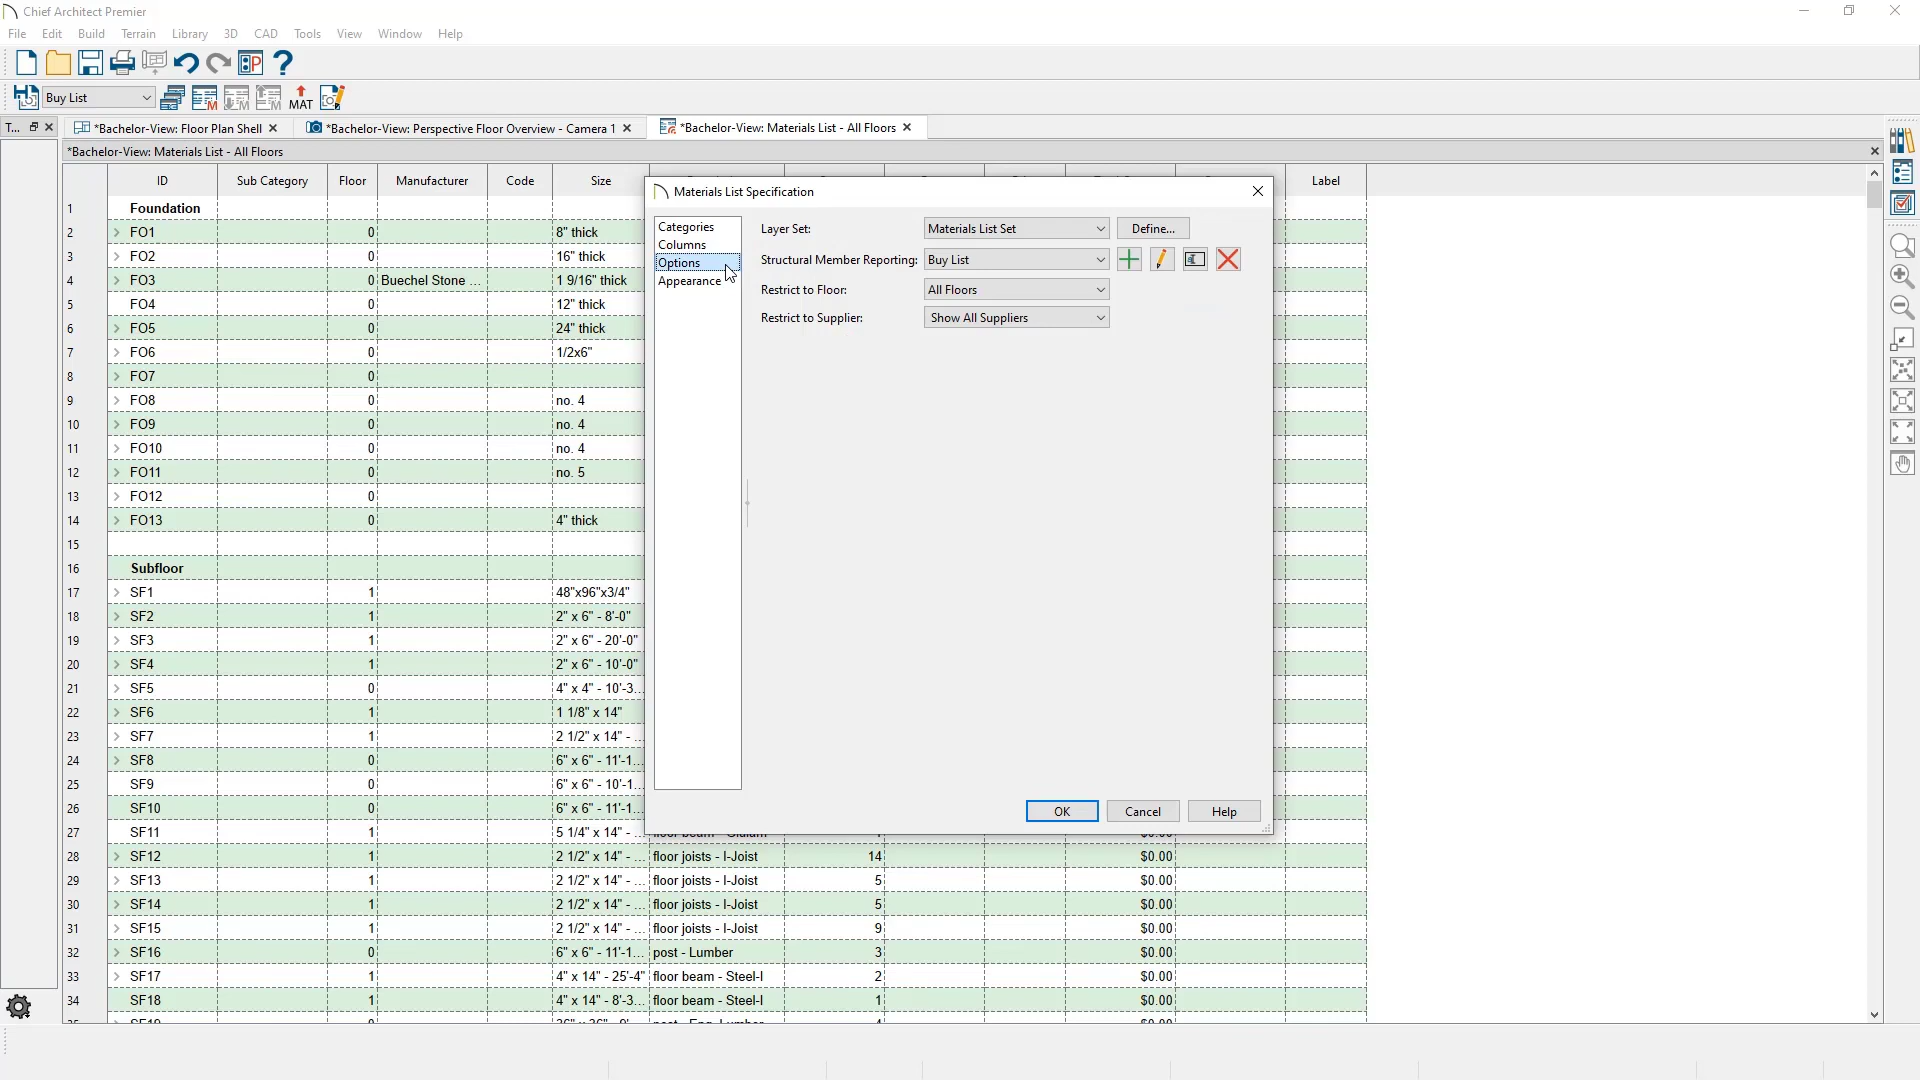 Chief Architect Premier
File Edit Build Terrain Library 3D CAD Tools View Window Help
Buy List MAT
T... *Bachelor-View: Floor Plan Shell *Bachelor-View: Perspective Floor Overview - Camera 1 *Bachelor-View: Materials List - All Floors
*Bachelor-View: Materials List - All Floors
ID Sub Category Floor Manufacturer Code Size Label
1 Foundation
2 FO1 0 8" thick
3 FO2 0 16" thick
4 FO3 0 Buechel Stone ... 1 9/16" thick
5 FO4 0 12" thick
6 FO5 0 24" thick
7 FO6 0 1/2x6"
8 FO7 0
9 FO8 0 no. 4
10 FO9 0 no. 4
11 FO10 0 no. 4
12 FO11 0 no. 5
13 FO12 0
14 FO13 0 4" thick
15
16 Subfloor
17 SF1 1 48"x96"x3/4"
18 SF2 1 2" x 6" - 8'-0"
19 SF3 1 2" x 6" - 20'-0"
20 SF4 1 2" x 6" - 10'-0"
21 SF5 0 4" x 4" - 10'-3...
22 SF6 1 1 1/8" x 14"
23 SF7 1 2 1/2" x 14" - ...
24 SF8 0 6" x 6" - 11'-1...
25 SF9 0 6" x 6" - 10'-1...
26 SF10 0 6" x 6" - 11'-1...
27 SF11 1 5 1/4" x 14" - ...
28 SF12 1 2 1/2" x 14" - ... floor joists - I-Joist 14 $0.00
29 SF13 1 2 1/2" x 14" - ... floor joists - I-Joist 5 $0.00
30 SF14 1 2 1/2" x 14" - ... floor joists - I-Joist 5 $0.00
31 SF15 1 2 1/2" x 14" - ... floor joists - I-Joist 9 $0.00
32 SF16 0 6" x 6" - 11'-1... post - Lumber 3 $0.00
33 SF17 1 4" x 14" - 25'-4" floor beam - Steel-I 2 $0.00
34 SF18 1 4" x 14" - 8'-3... floor beam - Steel-I 1 $0.00
Materials List Specification
Categories
Columns
Options
Appearance
Layer Set: Materials List Set Define...
Structural Member Reporting: Buy List
Restrict to Floor: All Floors
Restrict to Supplier: Show All Suppliers
OK Cancel Help